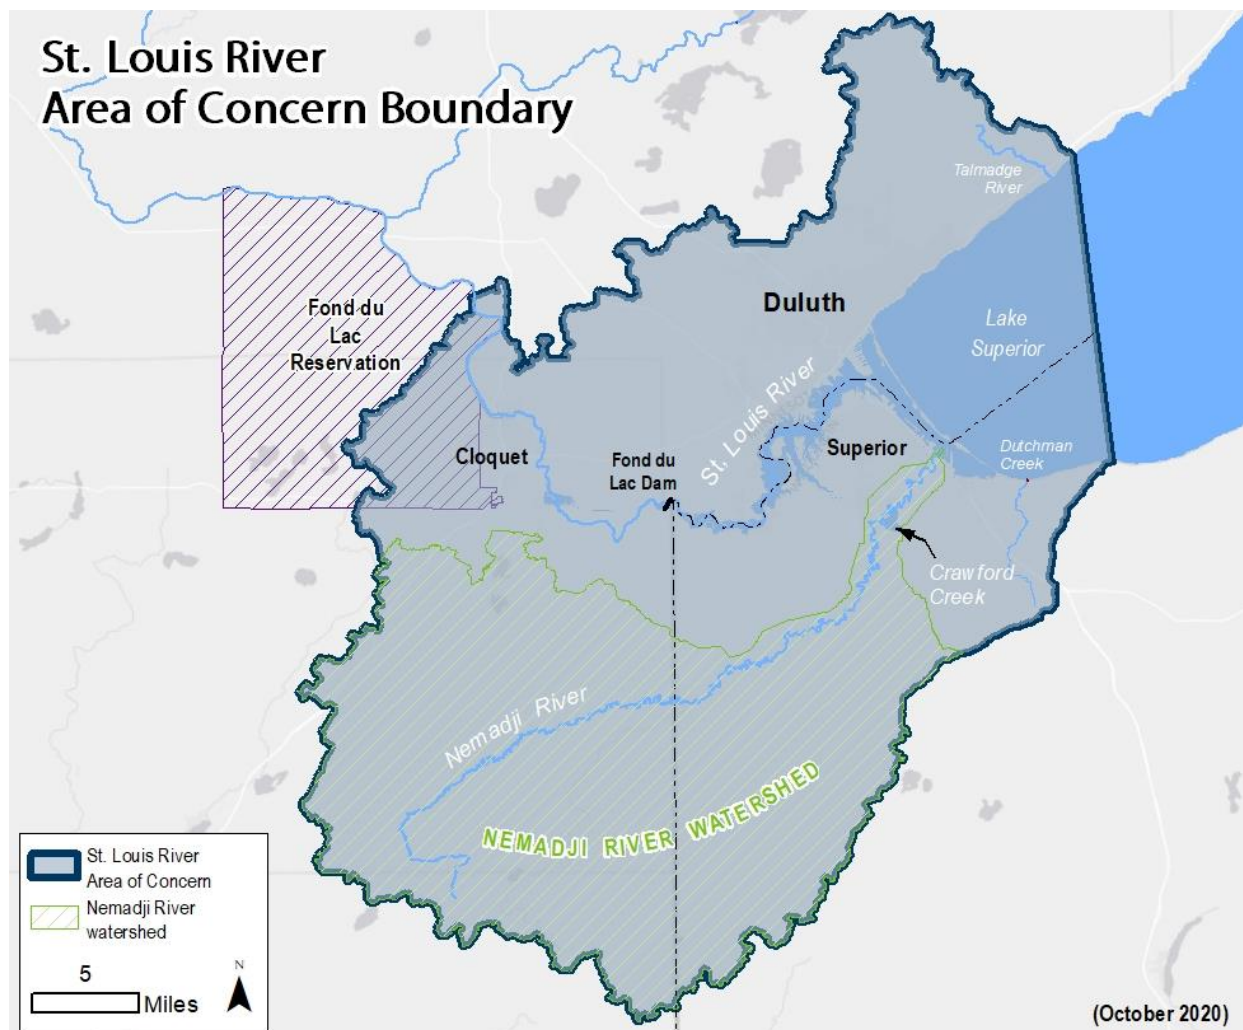 St. Louis River
Area of Concern Boundary
Talmadge
River
Fond du
Lac
Reservation
Duluth
Lake
Superior
St. Louis River
Cloquet
Fond du
Lac Dam
Superior
Dutchman
Creek
Crawford
Creek
Nemadji River
NEMADJI RIVER WATERSHED
St. Louis River
Area of Concern
Nemadji River
watershed
5
Miles
N
(October 2020)